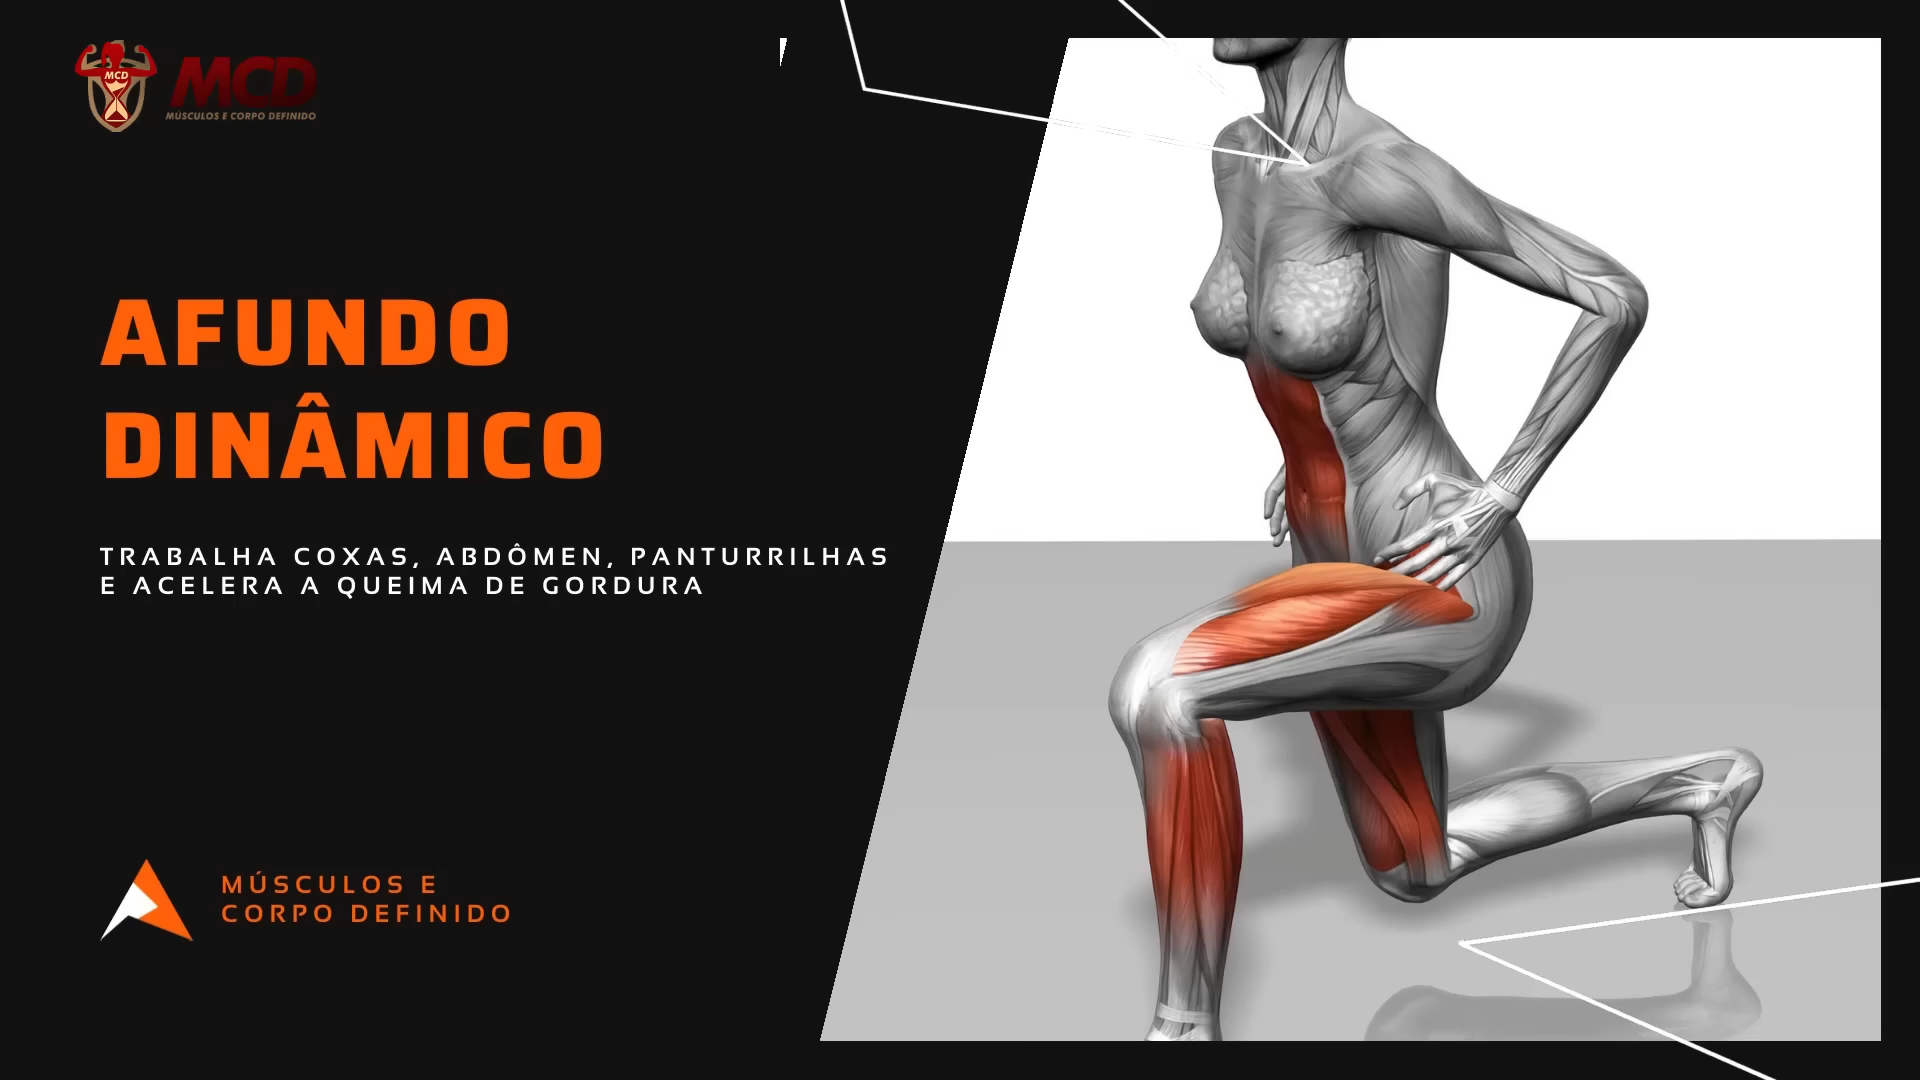 MCD
MCD
MÚSCULOS E CORPO DEFINIDO
AFUNDO
DINÂMICO
TRABALHA COXAS, ABDÔMEN, PANTURRILHAS
E ACELERA A QUEIMA DE GORDURA
MÚSCULOS E
CORPO DEFINIDO